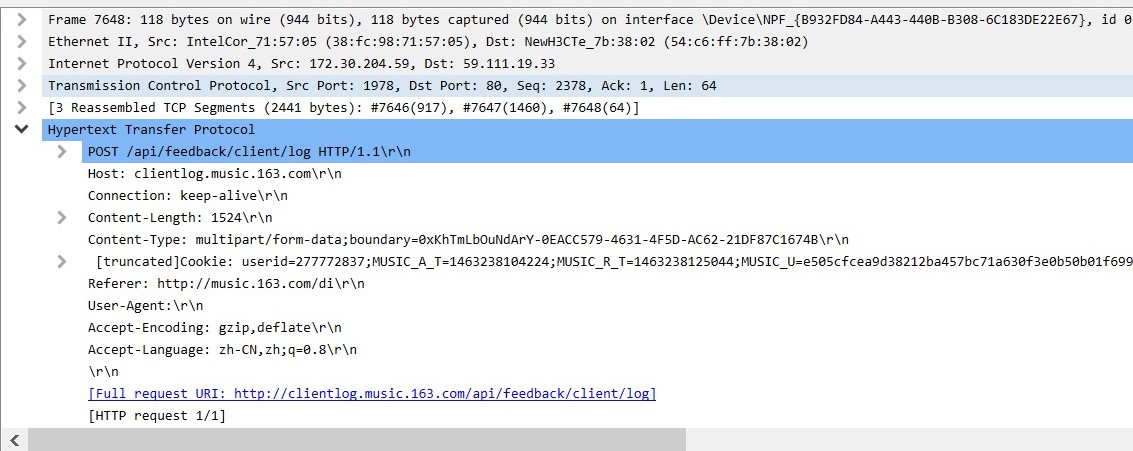 Frame 7648: 118 bytes on wire (944 bits), 118 bytes captured (944 bits) on interface \Device\NPF_{B932FD84-A443-440B-B308-6C183DE22E67}, id 0
Ethernet II, Src: IntelCor_71:57:05 (38:fc:98:71:57:05), Dst: NewH3CTe_7b:38:02 (54:c6:ff:7b:38:02)
Internet Protocol Version 4, Src: 172.30.204.59, Dst: 59.111.19.33
Transmission Control Protocol, Src Port: 1978, Dst Port: 80, Seq: 2378, Ack: 1, Len: 64
[3 Reassembled TCP Segments (2441 bytes): #7646(917), #7647(1460), #7648(64)]
Hypertext Transfer Protocol
POST /api/feedback/client/log HTTP/1.1\r\n
Host: clientlog.music.163.com\r\n
Connection: keep-alive\r\n
Content-Length: 1524\r\n
Content-Type: multipart/form-data;boundary=0xKhTmLbOuNdArY-0EACC579-4631-4F5D-AC62-21DF87C1674B\r\n
[truncated]Cookie: userid=277772837;MUSIC_A_T=1463238104224;MUSIC_R_T=1463238125044;MUSIC_U=e505cfcea9d38212ba457bc71a630f3e0b50b01f699
Referer: http://music.163.com/di\r\n
User-Agent:\r\n
Accept-Encoding: gzip,deflate\r\n
Accept-Language: zh-CN,zh;q=0.8\r\n
\r\n
[Full request URI: http://clientlog.music.163.com/api/feedback/client/log]
[HTTP request 1/1]